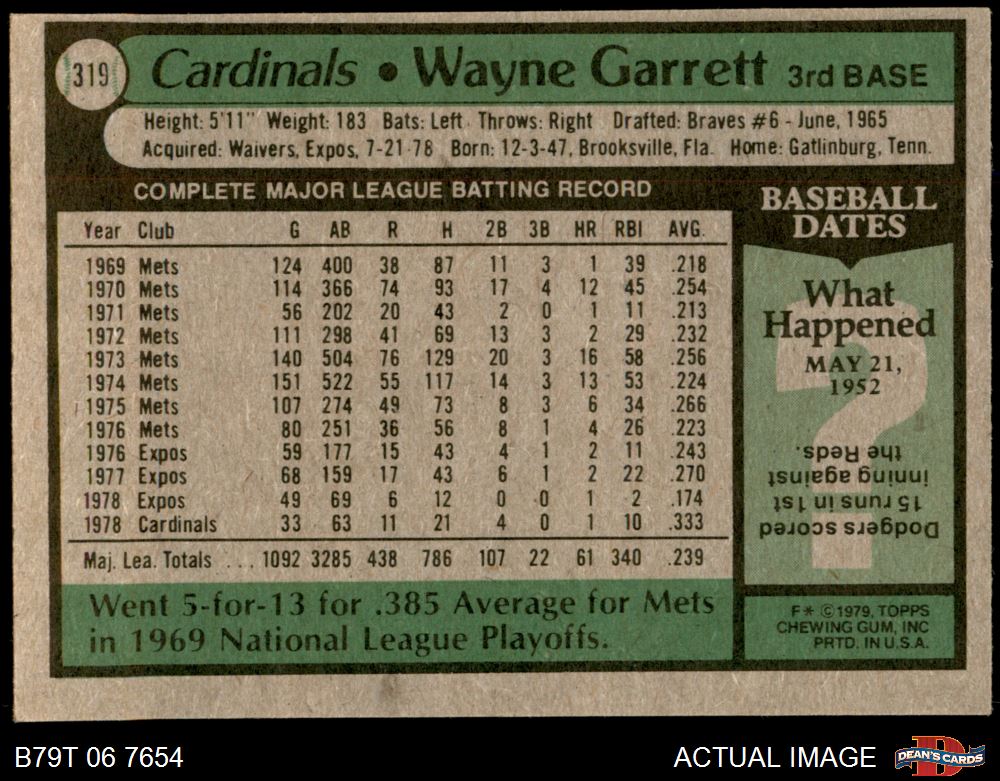 319 Cardinals • Wayne Garrett 3rd BASE
Height: 5'11" Weight: 183 Bats: Left Throws: Right Drafted: Braves #6 - June, 1965
Acquired: Waivers, Expos, 7-21-78 Born: 12-3-47, Brooksville, Fla. Home: Gatlinburg, Tenn.
COMPLETE MAJOR LEAGUE BATTING RECORD
Year Club G AB R H 2B 3B HR RBI AVG.
1969 Mets 124 400 38 87 11 3 1 39 .218
1970 Mets 114 366 74 93 17 4 12 45 .254
1971 Mets 56 202 20 43 2 0 1 11 .213
1972 Mets 111 298 41 69 13 3 2 29 .232
1973 Mets 140 504 76 129 20 3 16 58 .256
1974 Mets 151 522 55 117 14 3 13 53 .224
1975 Mets 107 274 49 73 8 3 6 34 .266
1976 Mets 80 251 36 56 8 1 4 26 .223
1976 Expos 59 177 15 43 4 1 2 11 .243
1977 Expos 68 159 17 43 6 1 2 22 .270
1978 Expos 49 69 6 12 0 0 1 2 .174
1978 Cardinals 33 63 11 21 4 0 1 10 .333
Maj. Lea. Totals ... 1092 3285 438 786 107 22 61 340 .239
Went 5-for-13 for .385 Average for Mets
in 1969 National League Playoffs.
BASEBALL
DATES
What
Happened
MAY 21,
1952
?
Dodgers scored
15 runs in 1st
inning against
the Reds.
F* © 1979, TOPPS
CHEWING GUM, INC
PRTD. IN U.S.A.
B79T 06 7654
ACTUAL IMAGE
D
DEAN'S CARDS